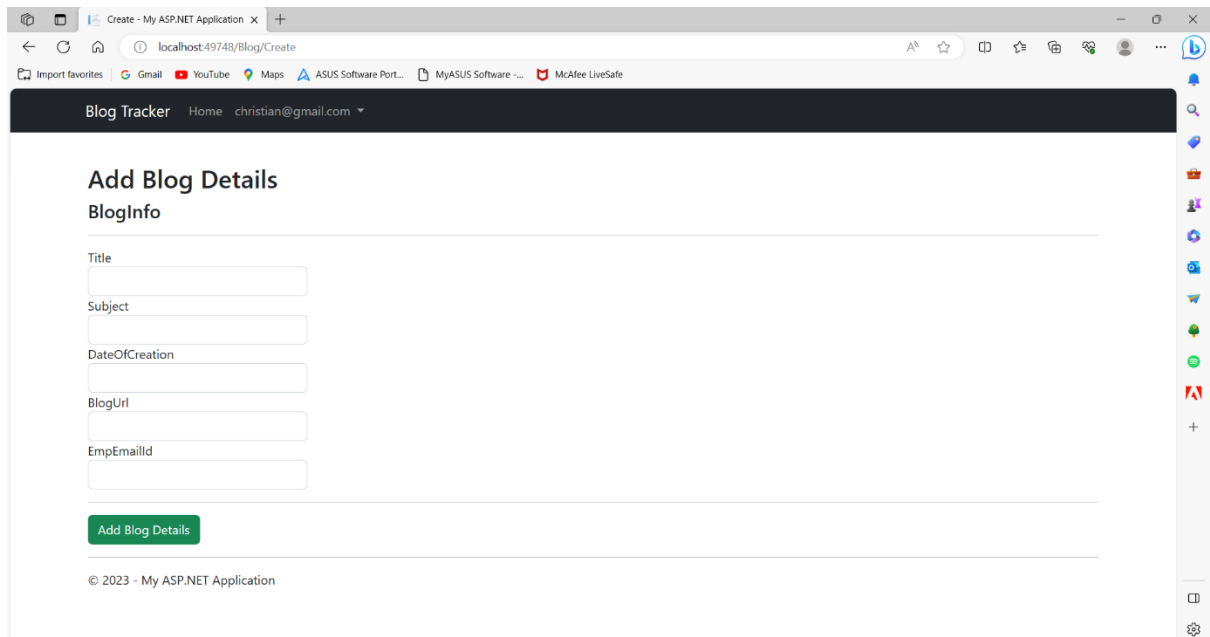 Create - My ASP.NET Application
localhost:49748/Blog/Create
Import favorites Gmail YouTube Maps ASUS Software Port... MyASUS Software -... McAfee LiveSafe
Blog Tracker Home christian@gmail.com
Add Blog Details
BlogInfo
Title
Subject
DateOfCreation
BlogUrl
EmpEmailId
Add Blog Details
© 2023 - My ASP.NET Application